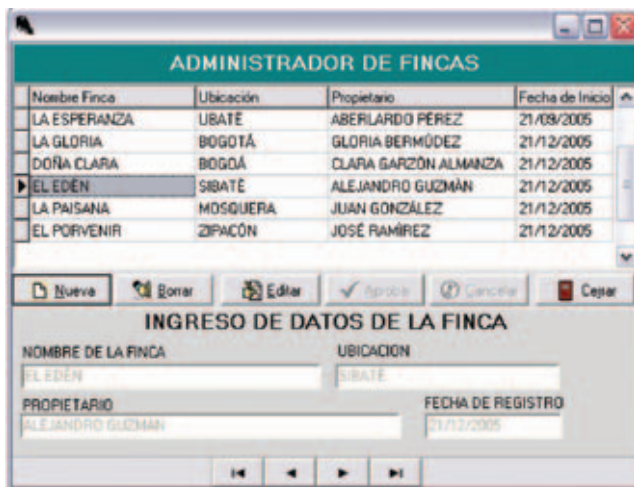 ADMINISTRADOR DE FINCAS
Nombre Finca Ubicación Propietario Fecha de Inicio
LA ESPERANZA UBATÉ ABERLARDO PÉREZ 21/09/2005
LA GLORIA BOGOTÁ GLORIA BERMÚDEZ 21/12/2005
DOÑA CLARA BOGOÁ CLARA GARZÓN ALMANZA 21/12/2005
EL EDÉN SIBATÉ ALEJANDRO GUZMÀN 21/12/2005
LA PAISANA MOSQUERA JUAN GONZÁLEZ 21/12/2005
EL PORVENIR ZIPACÓN JOSÉ RAMÍREZ 21/12/2005
Nueva Borrar Editar Aprobar Cancelar Cerrar
INGRESO DE DATOS DE LA FINCA
NOMBRE DE LA FINCA UBICACION
EL EDÉN SIBATÉ
PROPIETARIO FECHA DE REGISTRO
ALEJANDRO GUZMÀN 21/12/2005